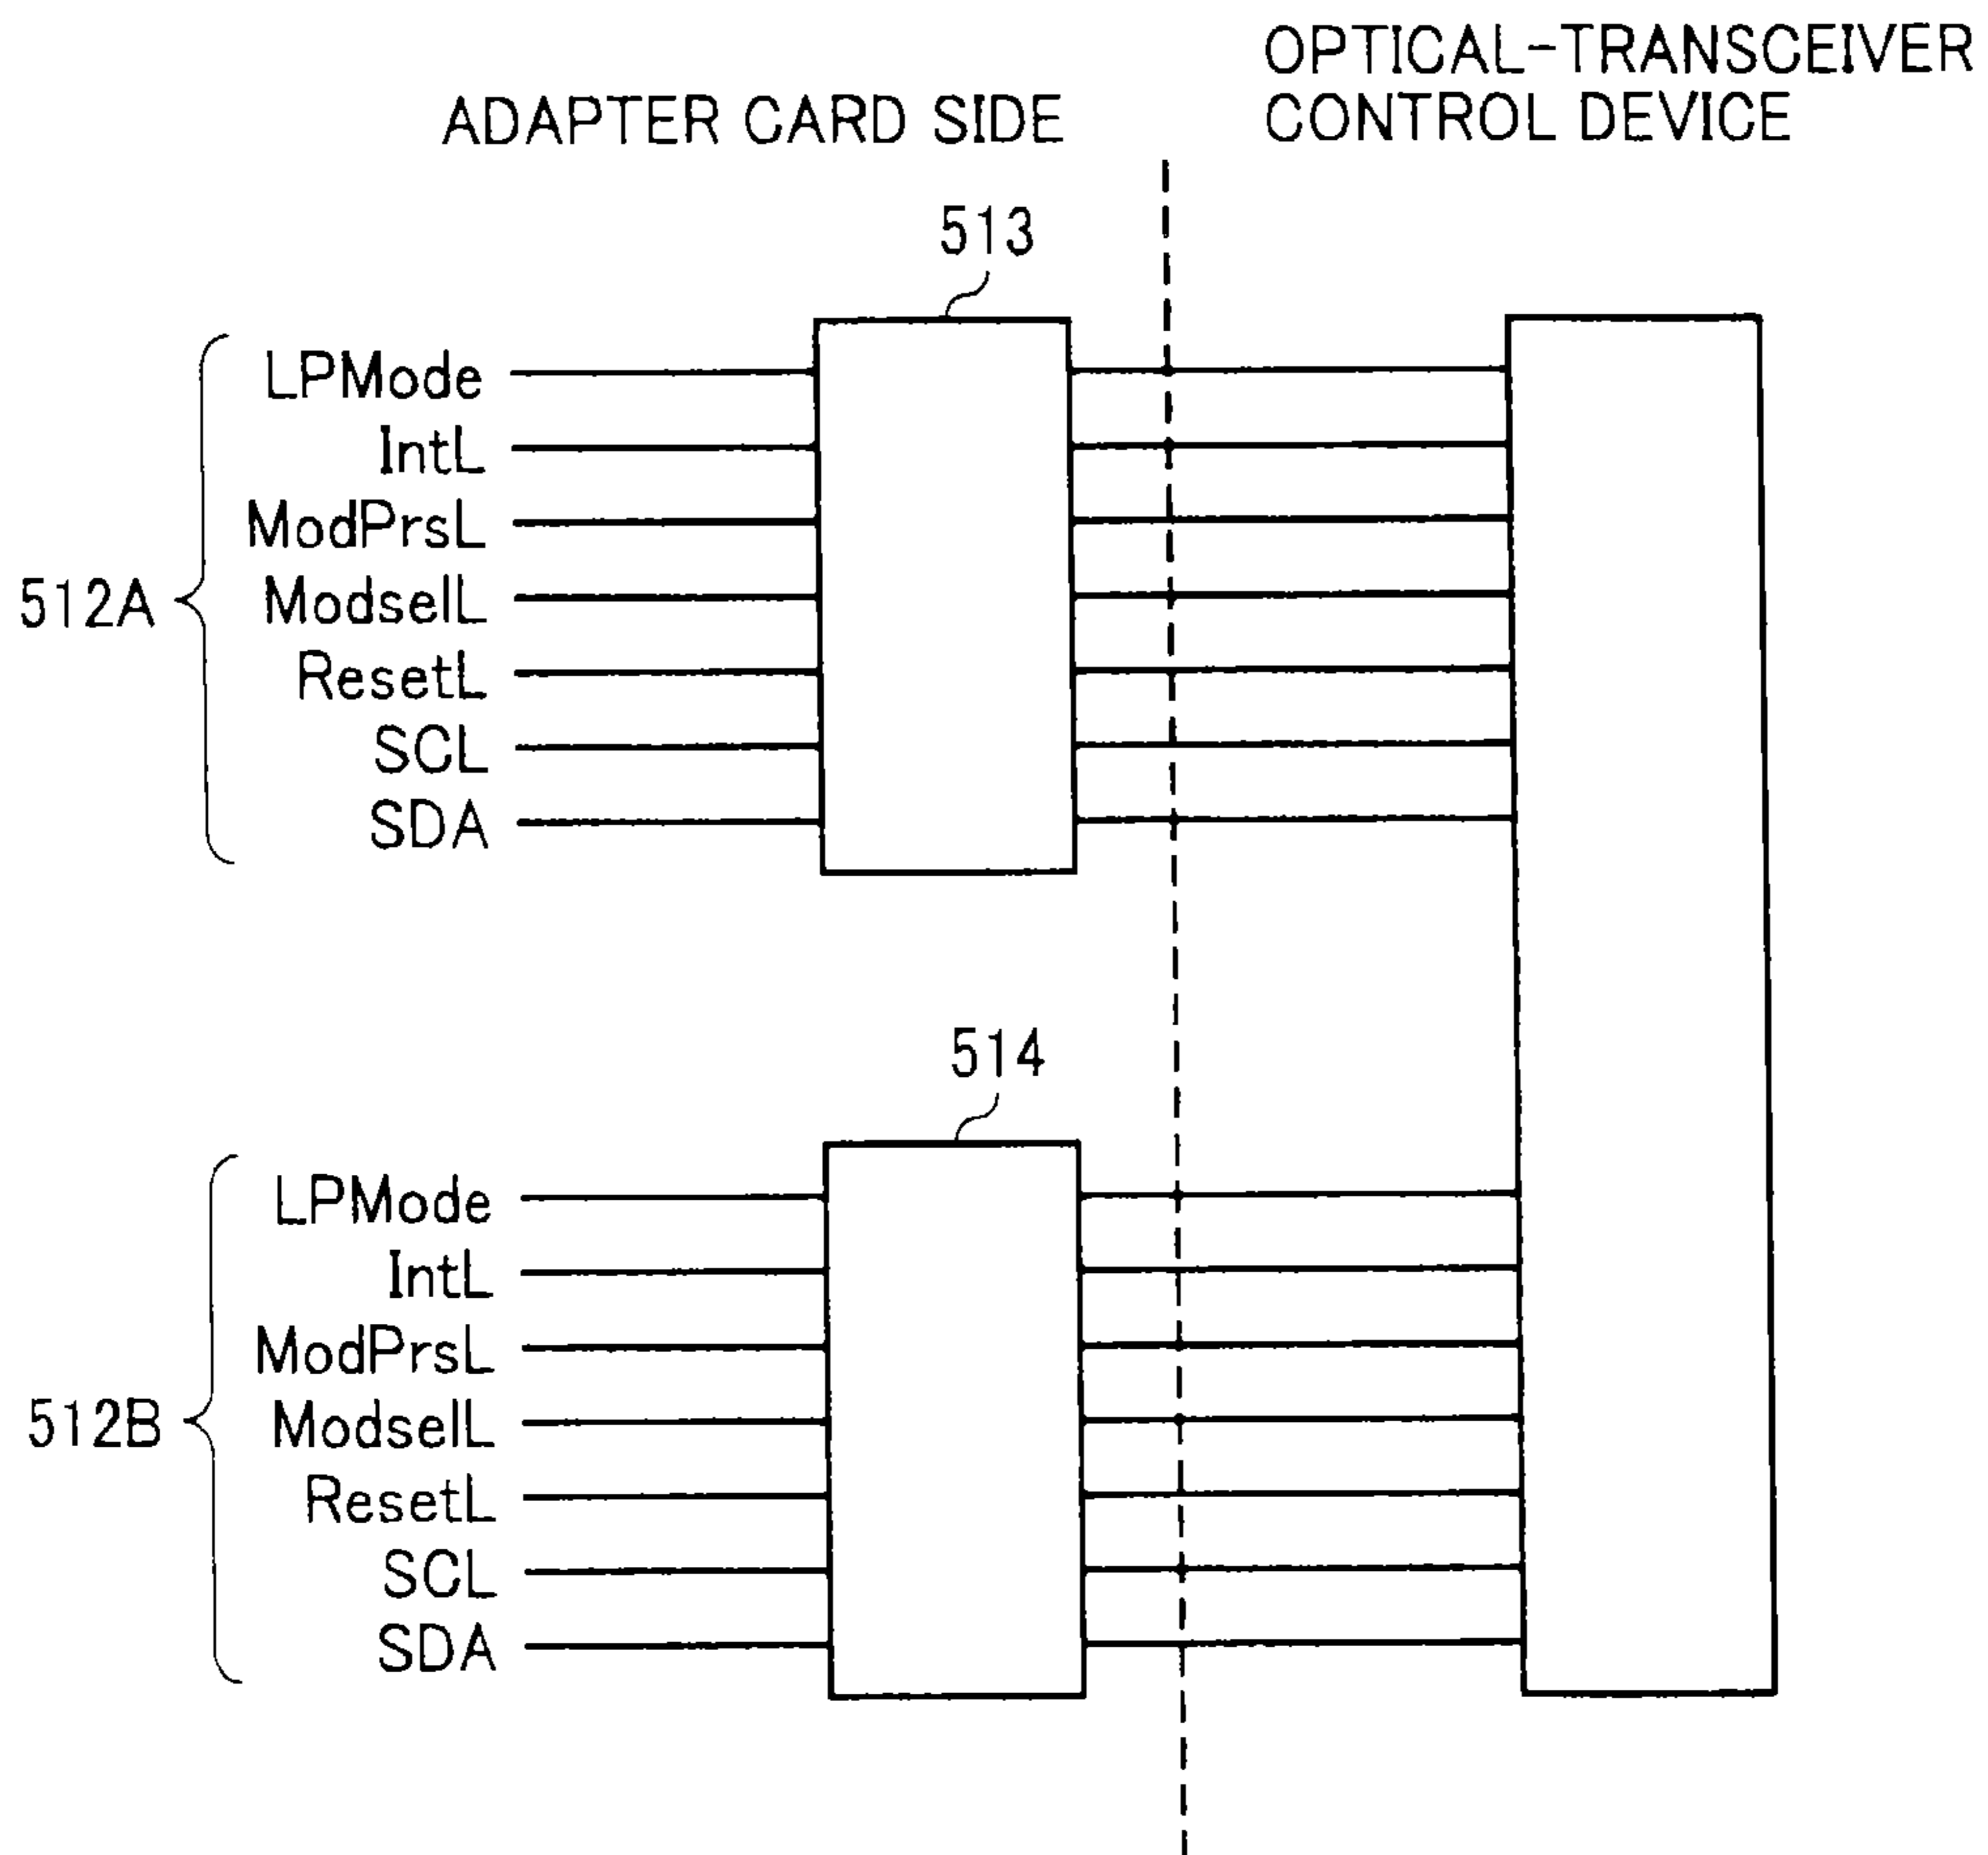 OPTICAL-TRANSCEIVER
CONTROL DEVICE
ADAPTER CARD SIDE
513
512A
LPMode
IntL
ModPrsL
ModselL
ResetL
SCL
SDA
514
512B
LPMode
IntL
ModPrsL
ModselL
ResetL
SCL
SDA